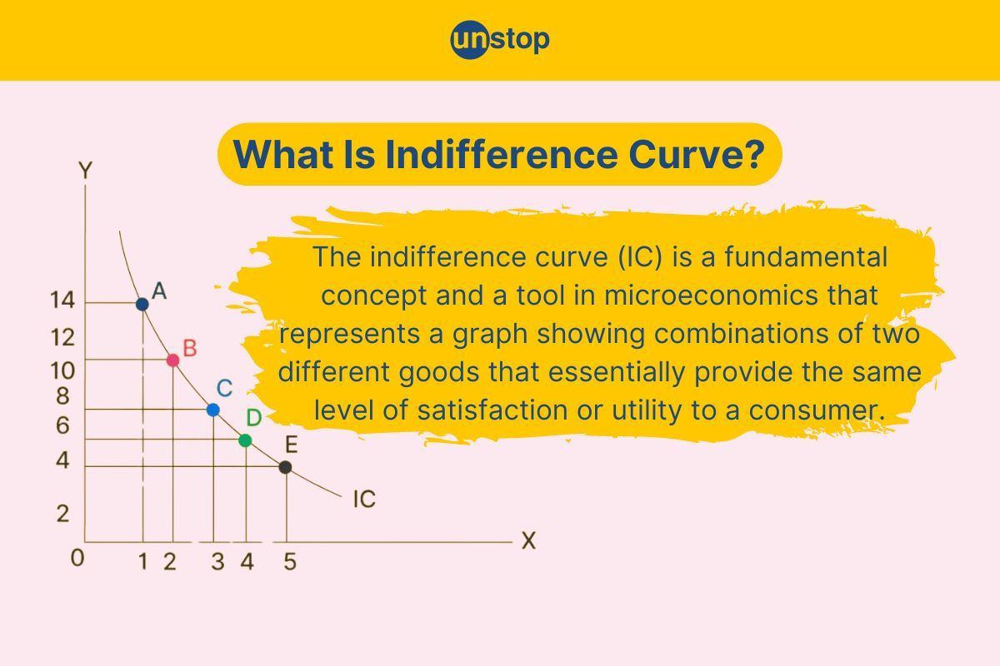 unstop
What Is Indifference Curve?
The indifference curve (IC) is a fundamental
concept and a tool in microeconomics that
represents a graph showing combinations of two
different goods that essentially provide the same
level of satisfaction or utility to a consumer.
Y
14
A
12
B
10
8
C
6
D
4
E
2
IC
X
0 1 2 3 4 5